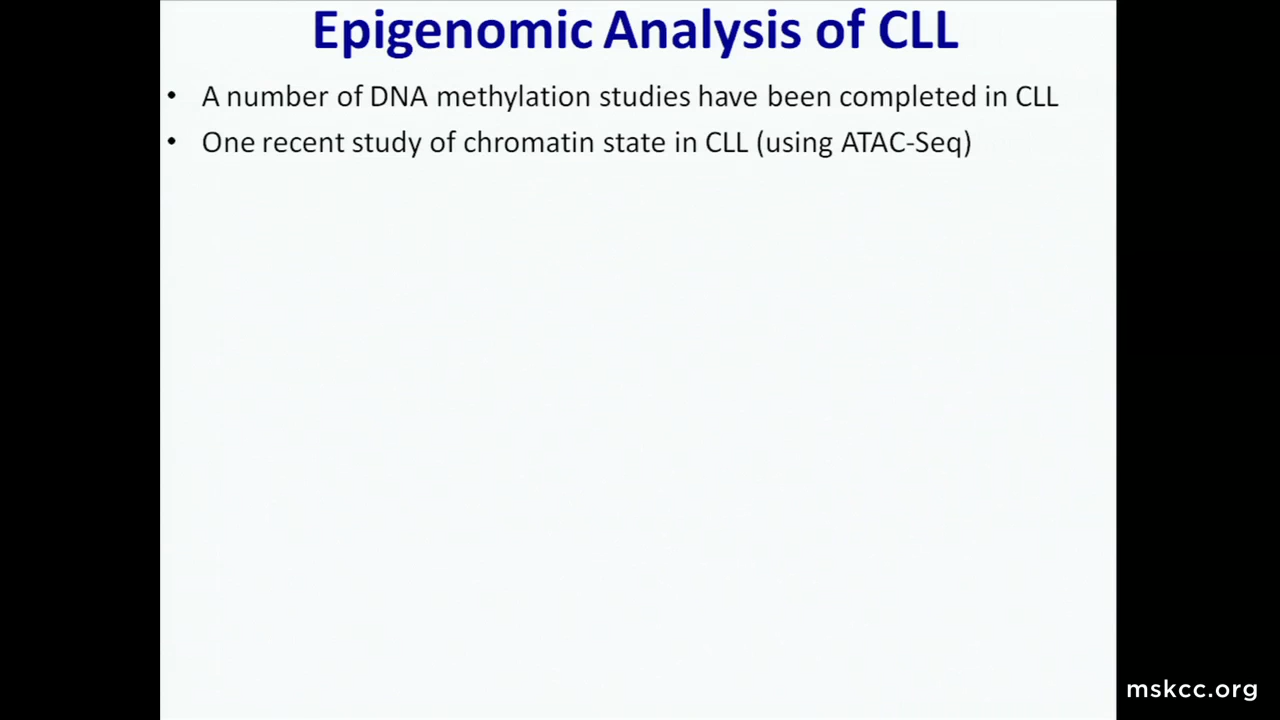 Epigenomic Analysis of CLL
• A number of DNA methylation studies have been completed in CLL
• One recent study of chromatin state in CLL (using ATAC-Seq)
mskcc.org